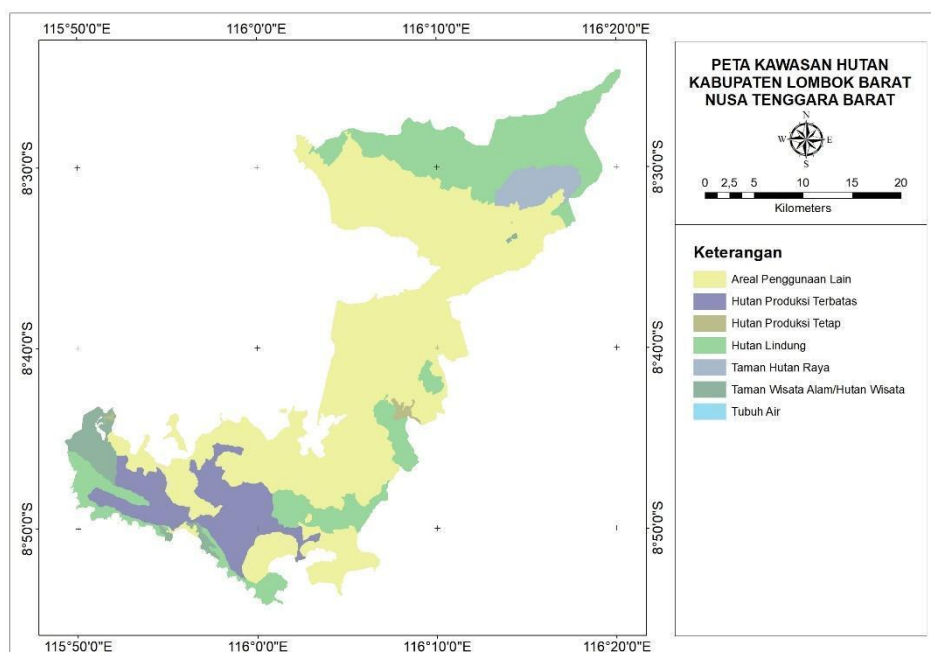 115°50'0"E 116°0'0"E 116°10'0"E 116°20'0"E
8°30'0"S 8°30'0"S
8°40'0"S 8°40'0"S
8°50'0"S 8°50'0"S
115°50'0"E 116°0'0"E 116°10'0"E 116°20'0"E
PETA KAWASAN HUTAN
KABUPATEN LOMBOK BARAT
NUSA TENGGARA BARAT
N
W E
S
0 2,5 5 10 15 20
Kilometers
Keterangan
Areal Penggunaan Lain
Hutan Produksi Terbatas
Hutan Produksi Tetap
Hutan Lindung
Taman Hutan Raya
Taman Wisata Alam/Hutan Wisata
Tubuh Air